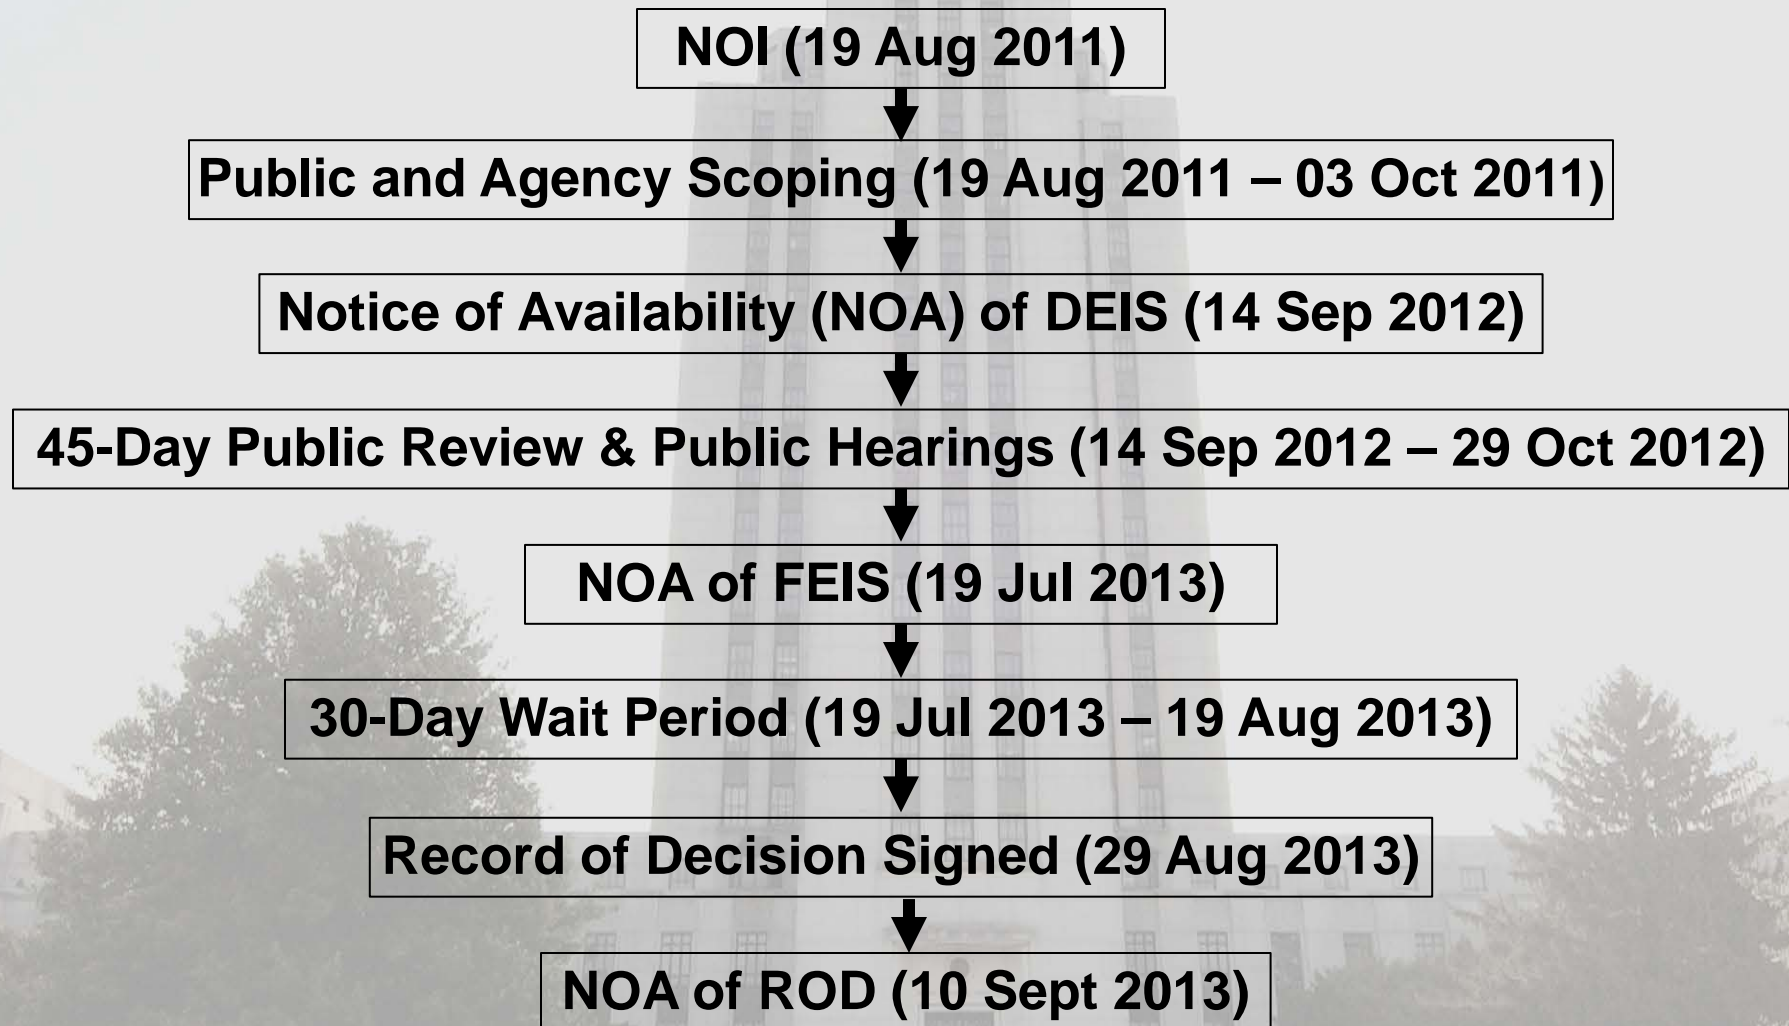 NOI (19 Aug 2011)
Public and Agency Scoping (19 Aug 2011 – 03 Oct 2011)
Notice of Availability (NOA) of DEIS (14 Sep 2012)
45-Day Public Review & Public Hearings (14 Sep 2012 – 29 Oct 2012)
NOA of FEIS (19 Jul 2013)
30-Day Wait Period (19 Jul 2013 – 19 Aug 2013)
Record of Decision Signed (29 Aug 2013)
NOA of ROD (10 Sept 2013)